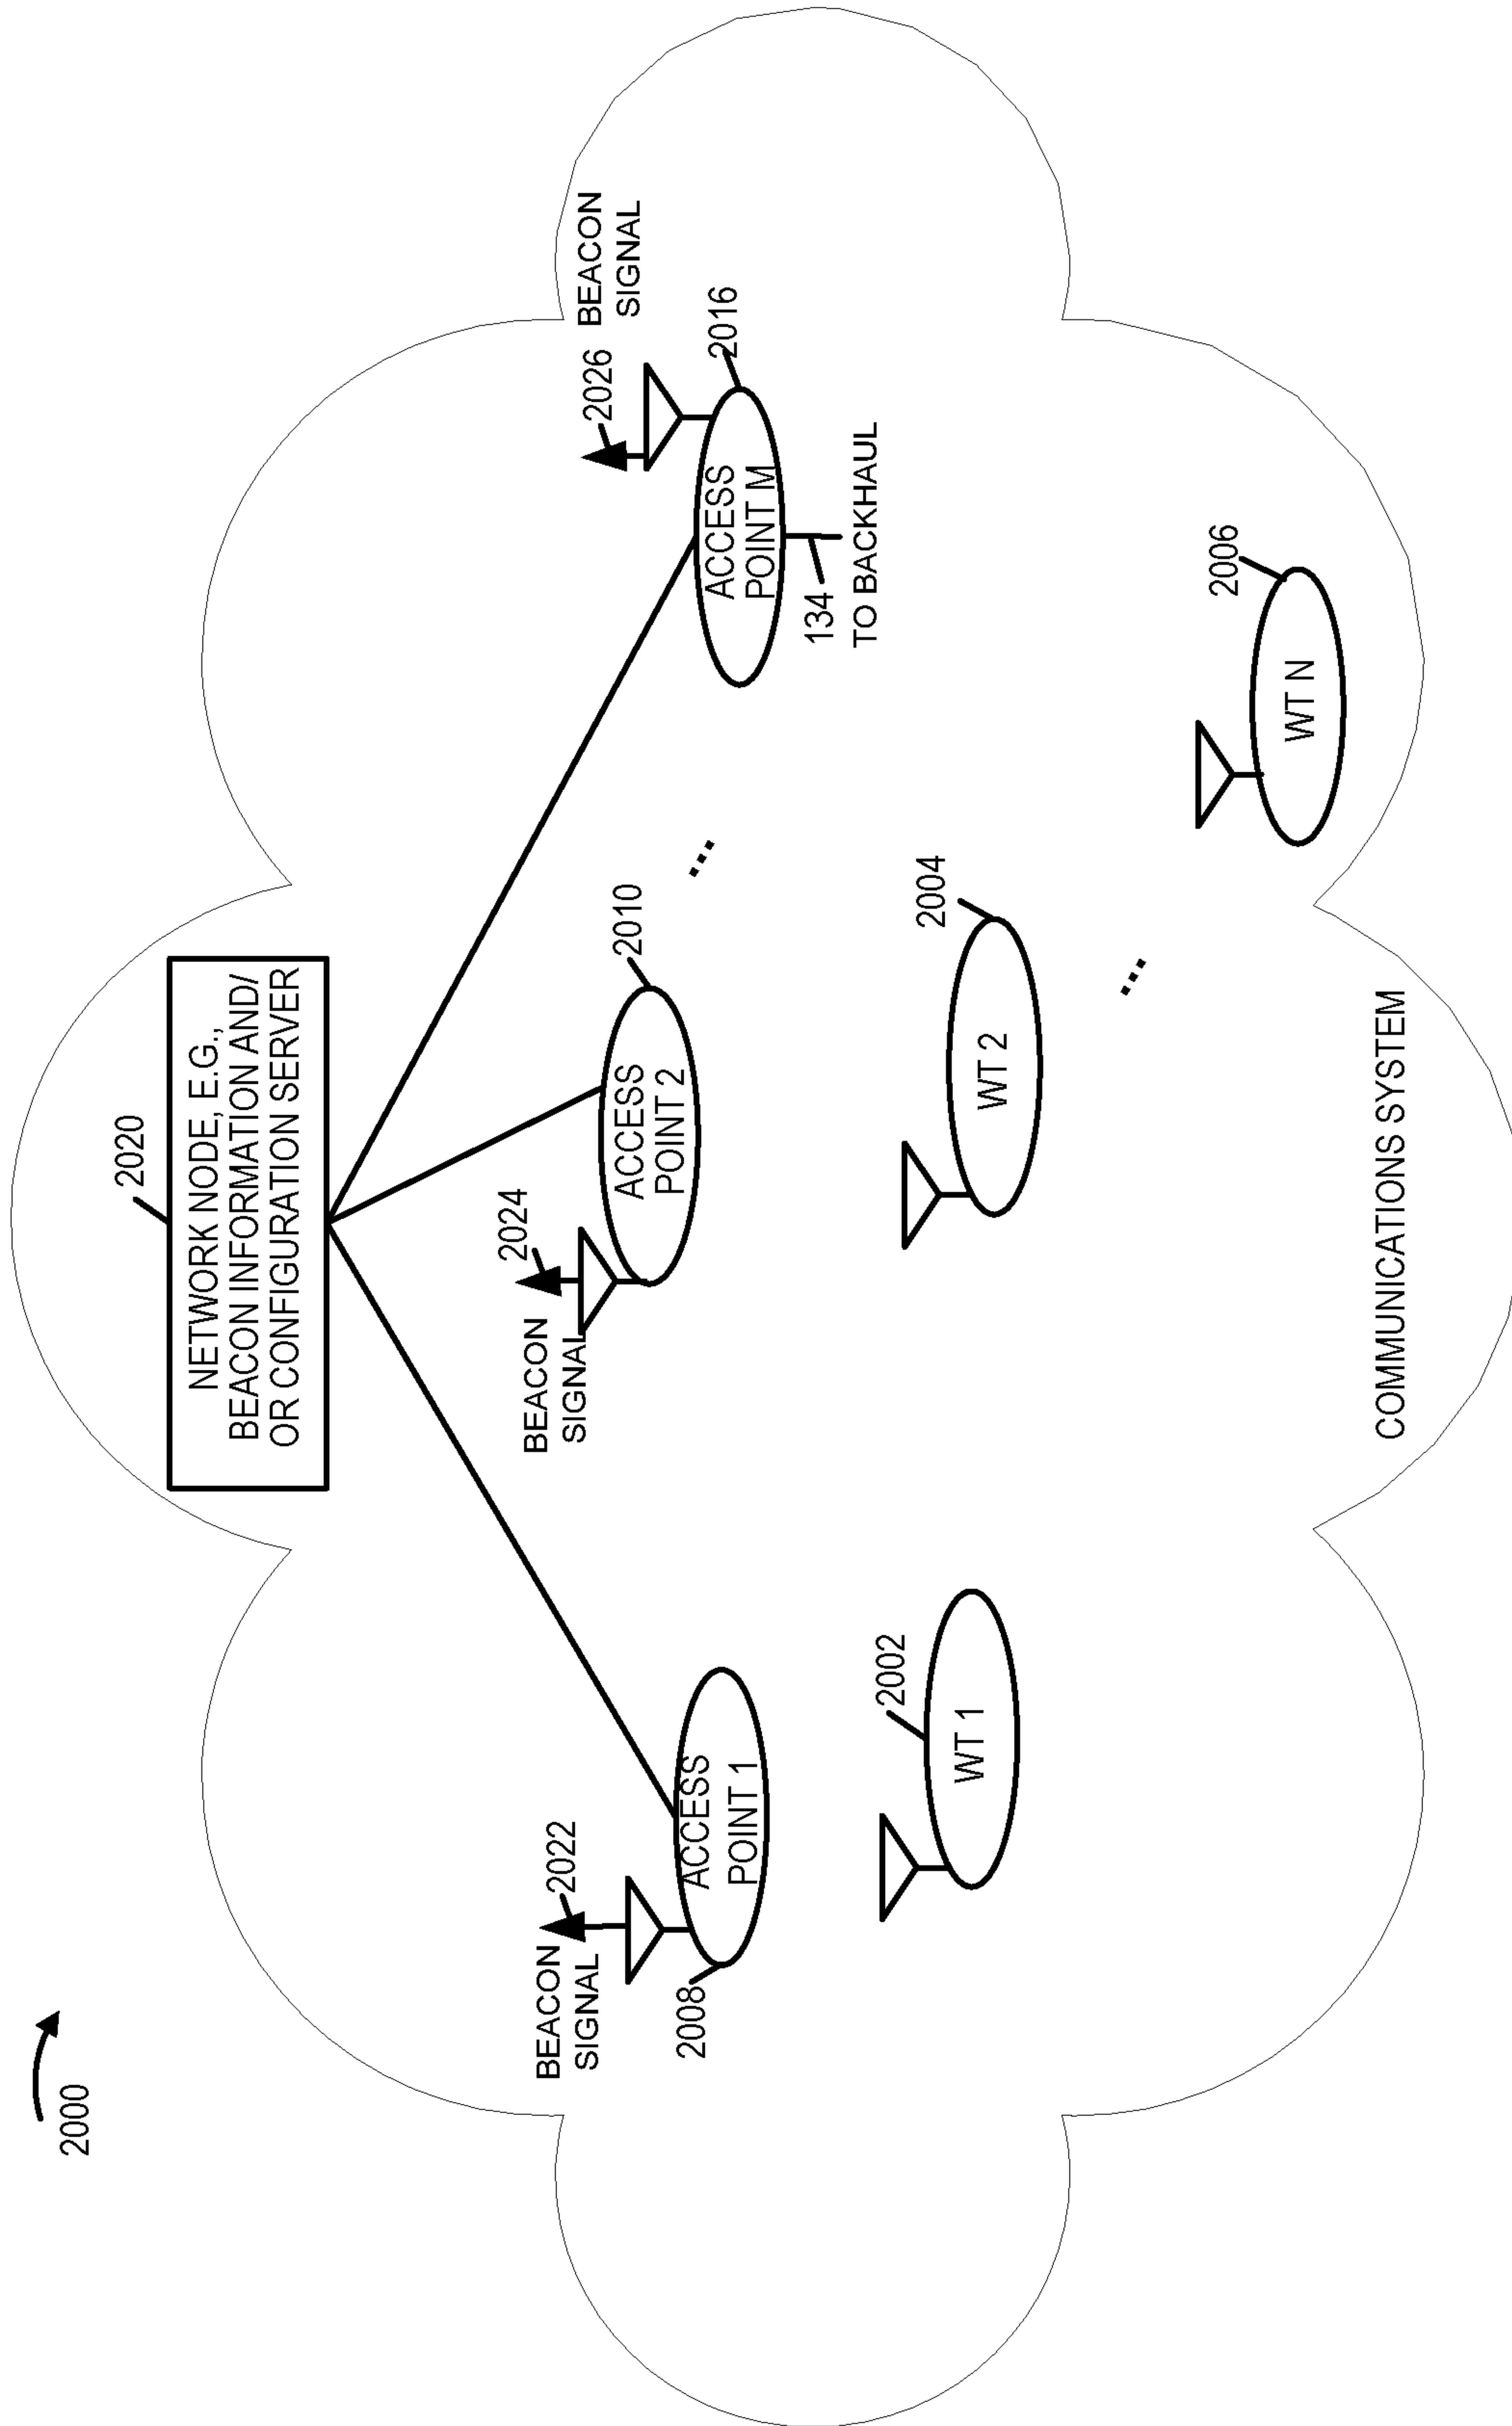 2000
2020
NETWORK NODE, E.G.,
BEACON INFORMATION AND/
OR CONFIGURATION SERVER
BEACON
SIGNAL
2022
2008
ACCESS
POINT 1
BEACON
SIGNAL
2024
2010
ACCESS
POINT 2
...
2026
BEACON
SIGNAL
2016
ACCESS
POINT M
134
TO BACKHAUL
2002
WT 1
2004
WT 2
...
2006
WT N
COMMUNICATIONS SYSTEM